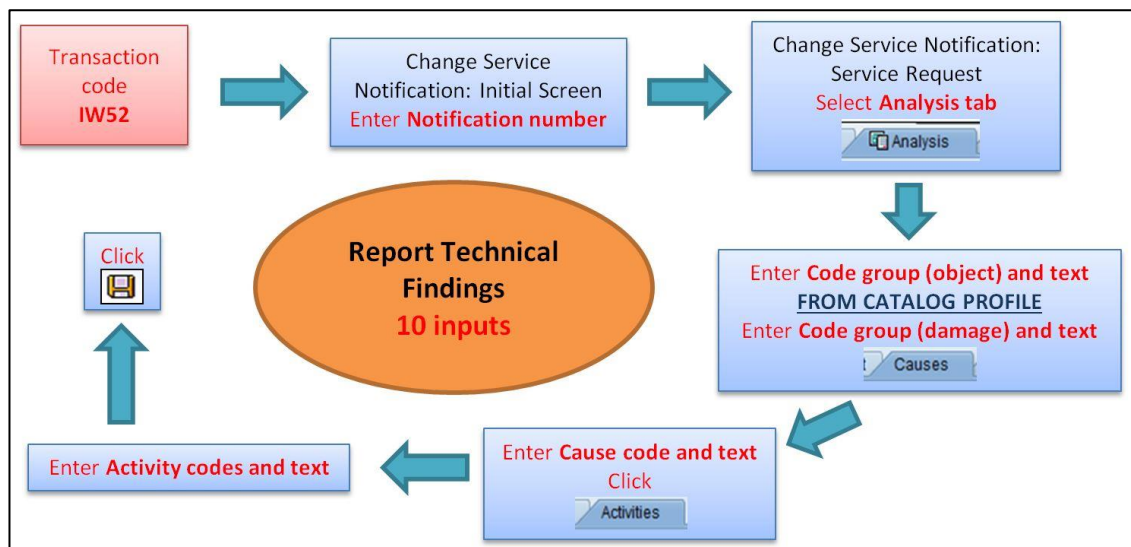 Transaction
code
IW52
Change Service
Notification: Initial Screen
Enter Notification number
Change Service Notification:
Service Request
Select Analysis tab
Analysis
Enter Code group (object) and text
FROM CATALOG PROFILE
Enter Code group (damage) and text
t Causes
Enter Cause code and text
Click
Activities
Enter Activity codes and text
Click
Report Technical
Findings
10 inputs